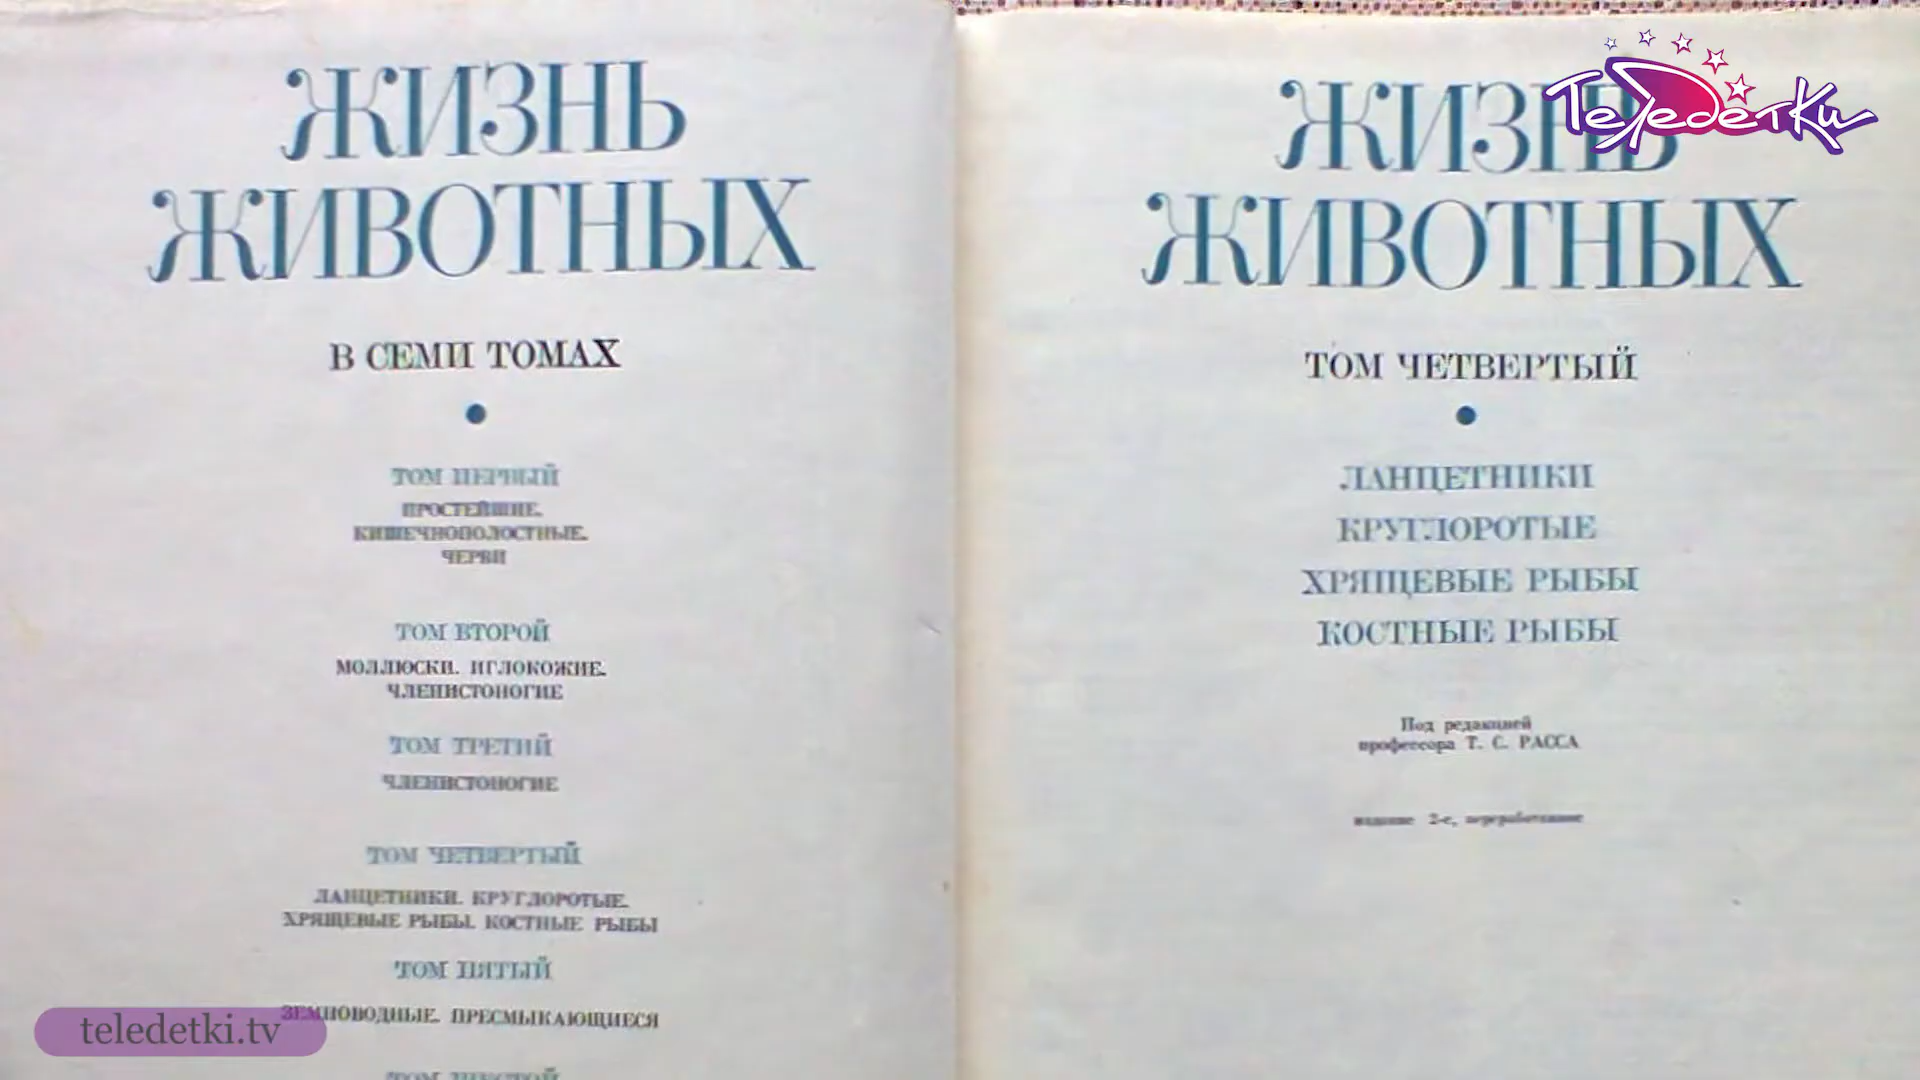 ЖИЗНЬ
ЖИВОТНЫХ
В СЕМИ ТОМАХ
ТОМ ПЕРВЫЙ
ПРОСТЕЙШИЕ.
КИШЕЧНОПОЛОСТНЫЕ.
ЧЕРВИ
ТОМ ВТОРОЙ
МОЛЛЮСКИ. ИГЛОКОЖИЕ.
ЧЛЕНИСТОНОГИЕ
ТОМ ТРЕТИЙ
ЧЛЕНИСТОНОГИЕ
ТОМ ЧЕТВЕРТЫЙ
ЛАНЦЕТНИКИ. КРУГЛОРОТЫЕ.
ХРЯЩЕВЫЕ РЫБЫ. КОСТНЫЕ РЫБЫ
ТОМ ПЯТЫЙ
ЗЕМНОВОДНЫЕ. ПРЕСМЫКАЮЩИЕСЯ
ТОМ ШЕСТОЙ
teledetki.tv
ЖИЗНЬ
ЖИВОТНЫХ
ТОМ ЧЕТВЕРТЫЙ
ЛАНЦЕТНИКИ
КРУГЛОРОТЫЕ
ХРЯЩЕВЫЕ РЫБЫ
КОСТНЫЕ РЫБЫ
Под редакцией
профессора Т. С. РАССА
издание 2-е, переработанное
ТелеДетки